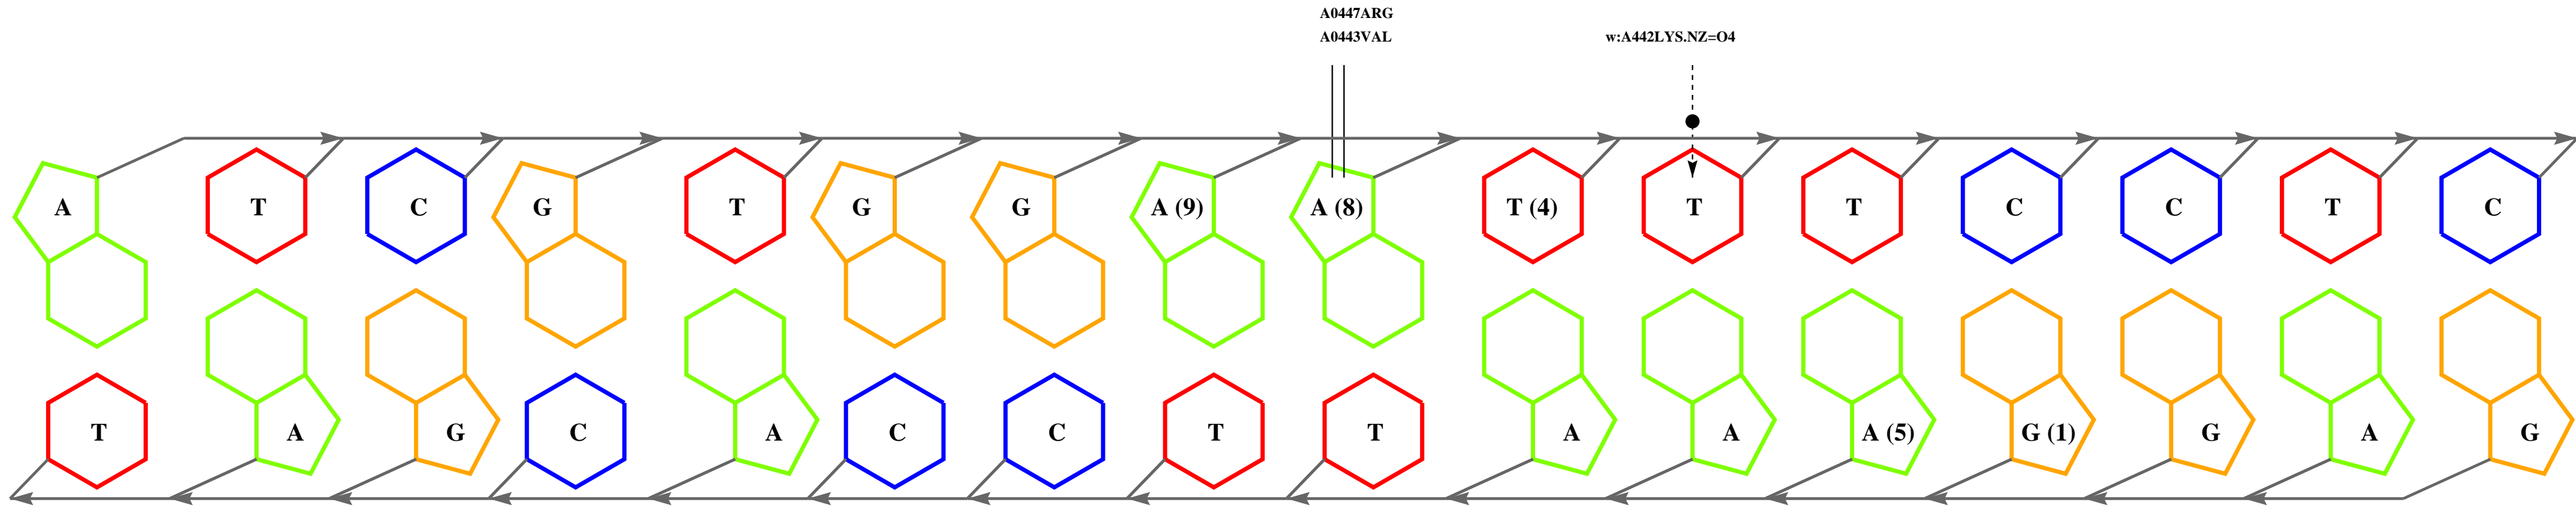 A0447ARG
A0443VAL
w:A442LYS.NZ=O4
A T C G T G G A (9) A (8) T (4) T T C C T C
T A G C A C C T T A A A (5) G (1) G A G